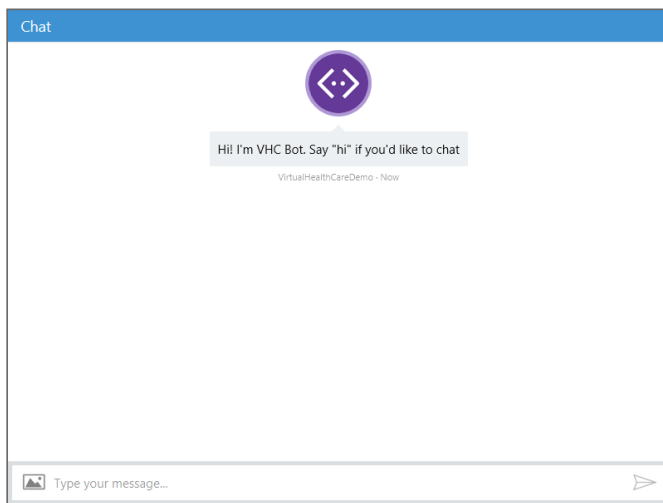 Chat
Hi! I'm VHC Bot. Say "hi" if you'd like to chat
VirtualHealthCareDemo - Now
Type your message...